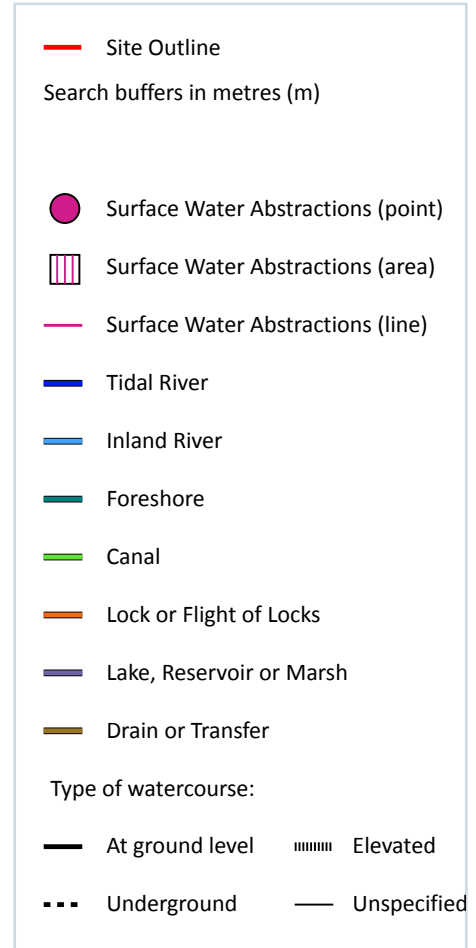 Site Outline
Search buffers in metres (m)
Surface Water Abstractions (point)
Surface Water Abstractions (area)
Surface Water Abstractions (line)
Tidal River
Inland River
Foreshore
Canal
Lock or Flight of Locks
Lake, Reservoir or Marsh
Drain or Transfer
Type of watercourse:
At ground level Elevated
Underground Unspecified